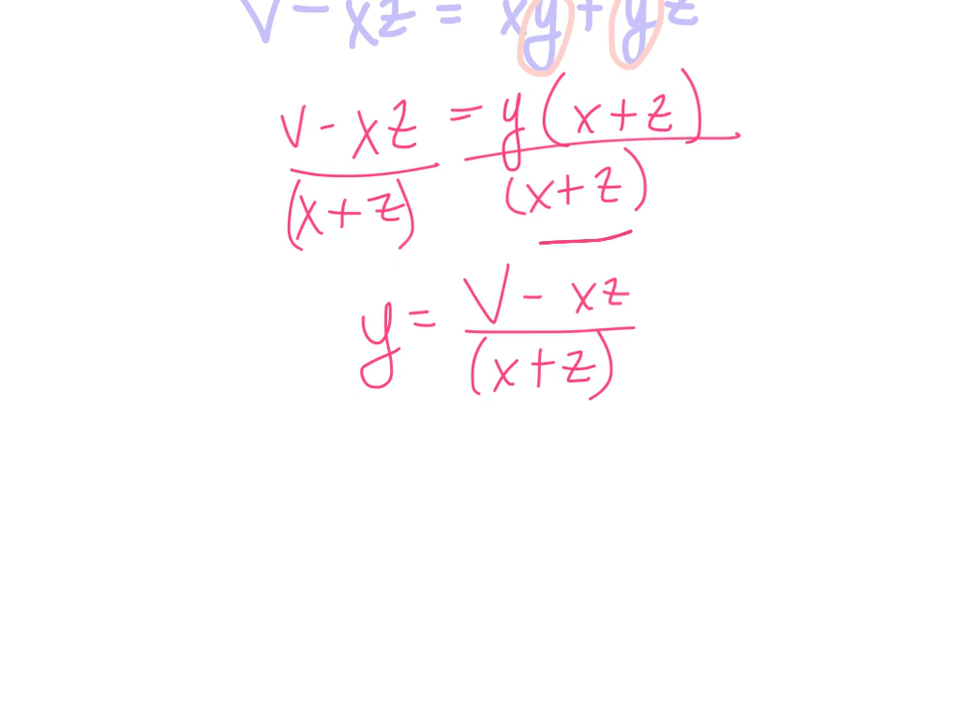 V - xz = xy + yz
V - xz = y(x+z)
(x+z) (x+z)
y = V - xz
(x+z)